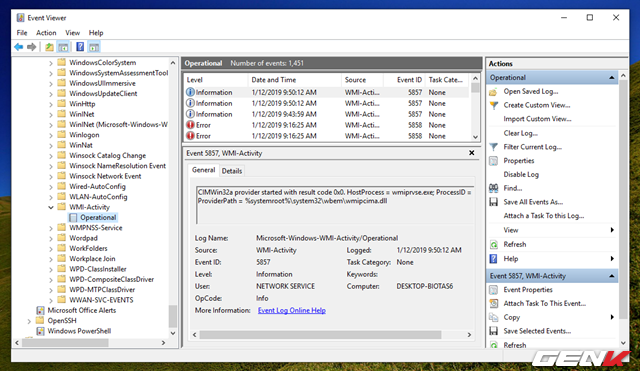 Event Viewer
File Action View Help
WindowsColorSystem
WindowsSystemAssessmentTool
WindowsUIImmersive
WindowsUpdateClient
WinHttp
WinINet
WinINet (Microsoft-Windows-W
Winlogon
WinNat
Winsock Catalog Change
Winsock NameResolution Event
Winsock Network Event
Wired-AutoConfig
WLAN-AutoConfig
WMI-Activity
Operational
WMPNSS-Service
Wordpad
WorkFolders
Workplace Join
WPD-ClassInstaller
WPD-CompositeClassDriver
WPD-MTPClassDriver
WWAN-SVC-EVENTS
Microsoft Office Alerts
OpenSSH
Windows PowerShell
Operational Number of events: 1,451
Level Date and Time Source Event ID Task Cate...
Information 1/12/2019 9:50:12 AM WMI-Acti... 5857 None
Information 1/12/2019 9:50:12 AM WMI-Acti... 5857 None
Information 1/12/2019 9:43:59 AM WMI-Acti... 5857 None
Error 1/12/2019 9:16:25 AM WMI-Acti... 5858 None
Error 1/12/2019 9:16:25 AM WMI-Acti... 5858 None
Event 5857, WMI-Activity
General Details
CIMWin32a provider started with result code 0x0. HostProcess = wmiprvse.exe; ProcessID =
ProviderPath = %systemroot%\system32\wbem\wmipcima.dll
Log Name: Microsoft-Windows-WMI-Activity/Operational
Source: WMI-Activity Logged: 1/12/2019 9:50:12 AM
Event ID: 5857 Task Category: None
Level: Information Keywords:
User: NETWORK SERVICE Computer: DESKTOP-BIOTAS6
OpCode: Info
More Information: Event Log Online Help
Actions
Operational
Open Saved Log...
Create Custom View...
Import Custom View...
Clear Log...
Filter Current Log...
Properties
Disable Log
Find...
Save All Events As...
Attach a Task To this Log...
View
Refresh
Help
Event 5857, WMI-Activity
Event Properties
Attach Task To This Event...
Copy
Save Selected Events...
Refresh
GENK